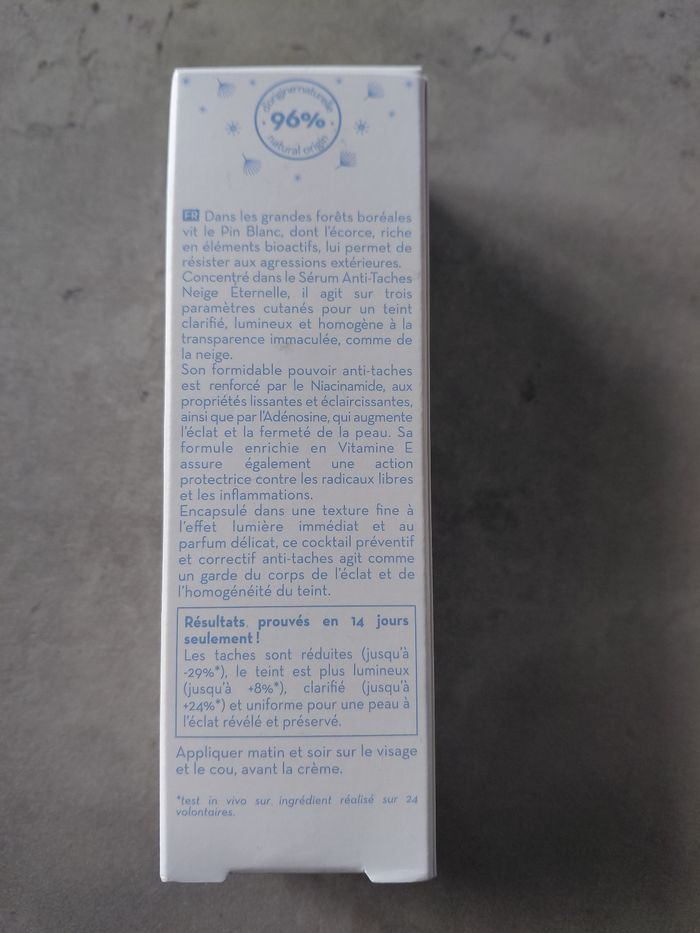 d'origine naturelle
96%
natural origin
FR Dans les grandes forêts boréales
vit le Pin Blanc, dont l'écorce, riche
en éléments bioactifs, lui permet de
résister aux agressions extérieures.
Concentré dans le Sérum Anti-Taches
Neige Éternelle, il agit sur trois
paramètres cutanés pour un teint
clarifié, lumineux et homogène à la
transparence immaculée, comme de
la neige.
Son formidable pouvoir anti-taches
est renforcé par le Niacinamide, aux
propriétés lissantes et éclaircissantes,
ainsi que par l'Adénosine, qui augmente
l'éclat et la fermeté de la peau. Sa
formule enrichie en Vitamine E
assure également une action
protectrice contre les radicaux libres
et les inflammations.
Encapsulé dans une texture fine à
l'effet lumière immédiat et au
parfum délicat, ce cocktail préventif
et correctif anti-taches agit comme
un garde du corps de l'éclat et de
l'homogénéité du teint.
Résultats prouvés en 14 jours
seulement !
Les taches sont réduites (jusqu'à
-29%*), le teint est plus lumineux
(jusqu'à +8%*), clarifié (jusqu'à
+24%*) et uniforme pour une peau à
l'éclat révélé et préservé.
Appliquer matin et soir sur le visage
et le cou, avant la crème.
*test in vivo sur ingrédient réalisé sur 24
volontaires.